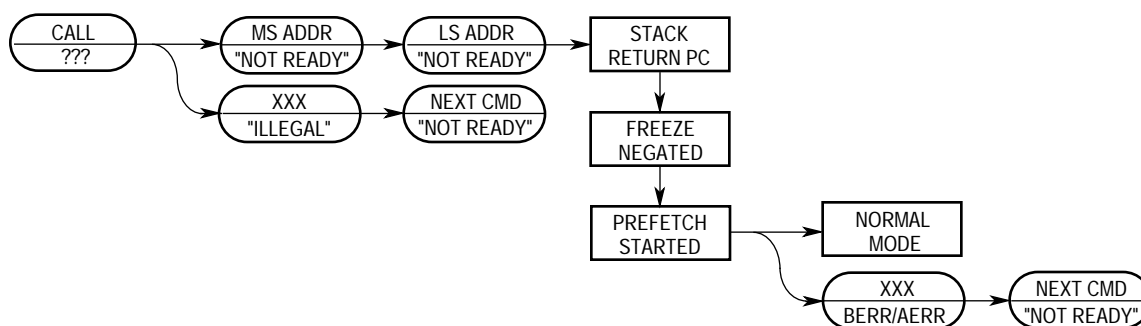 CALL
???
MS ADDR
"NOT READY"
LS ADDR
"NOT READY"
STACK
RETURN PC
XXX
"ILLEGAL"
NEXT CMD
"NOT READY"
FREEZE
NEGATED
PREFETCH
STARTED
NORMAL
MODE
XXX
BERR/AERR
NEXT CMD
"NOT READY"